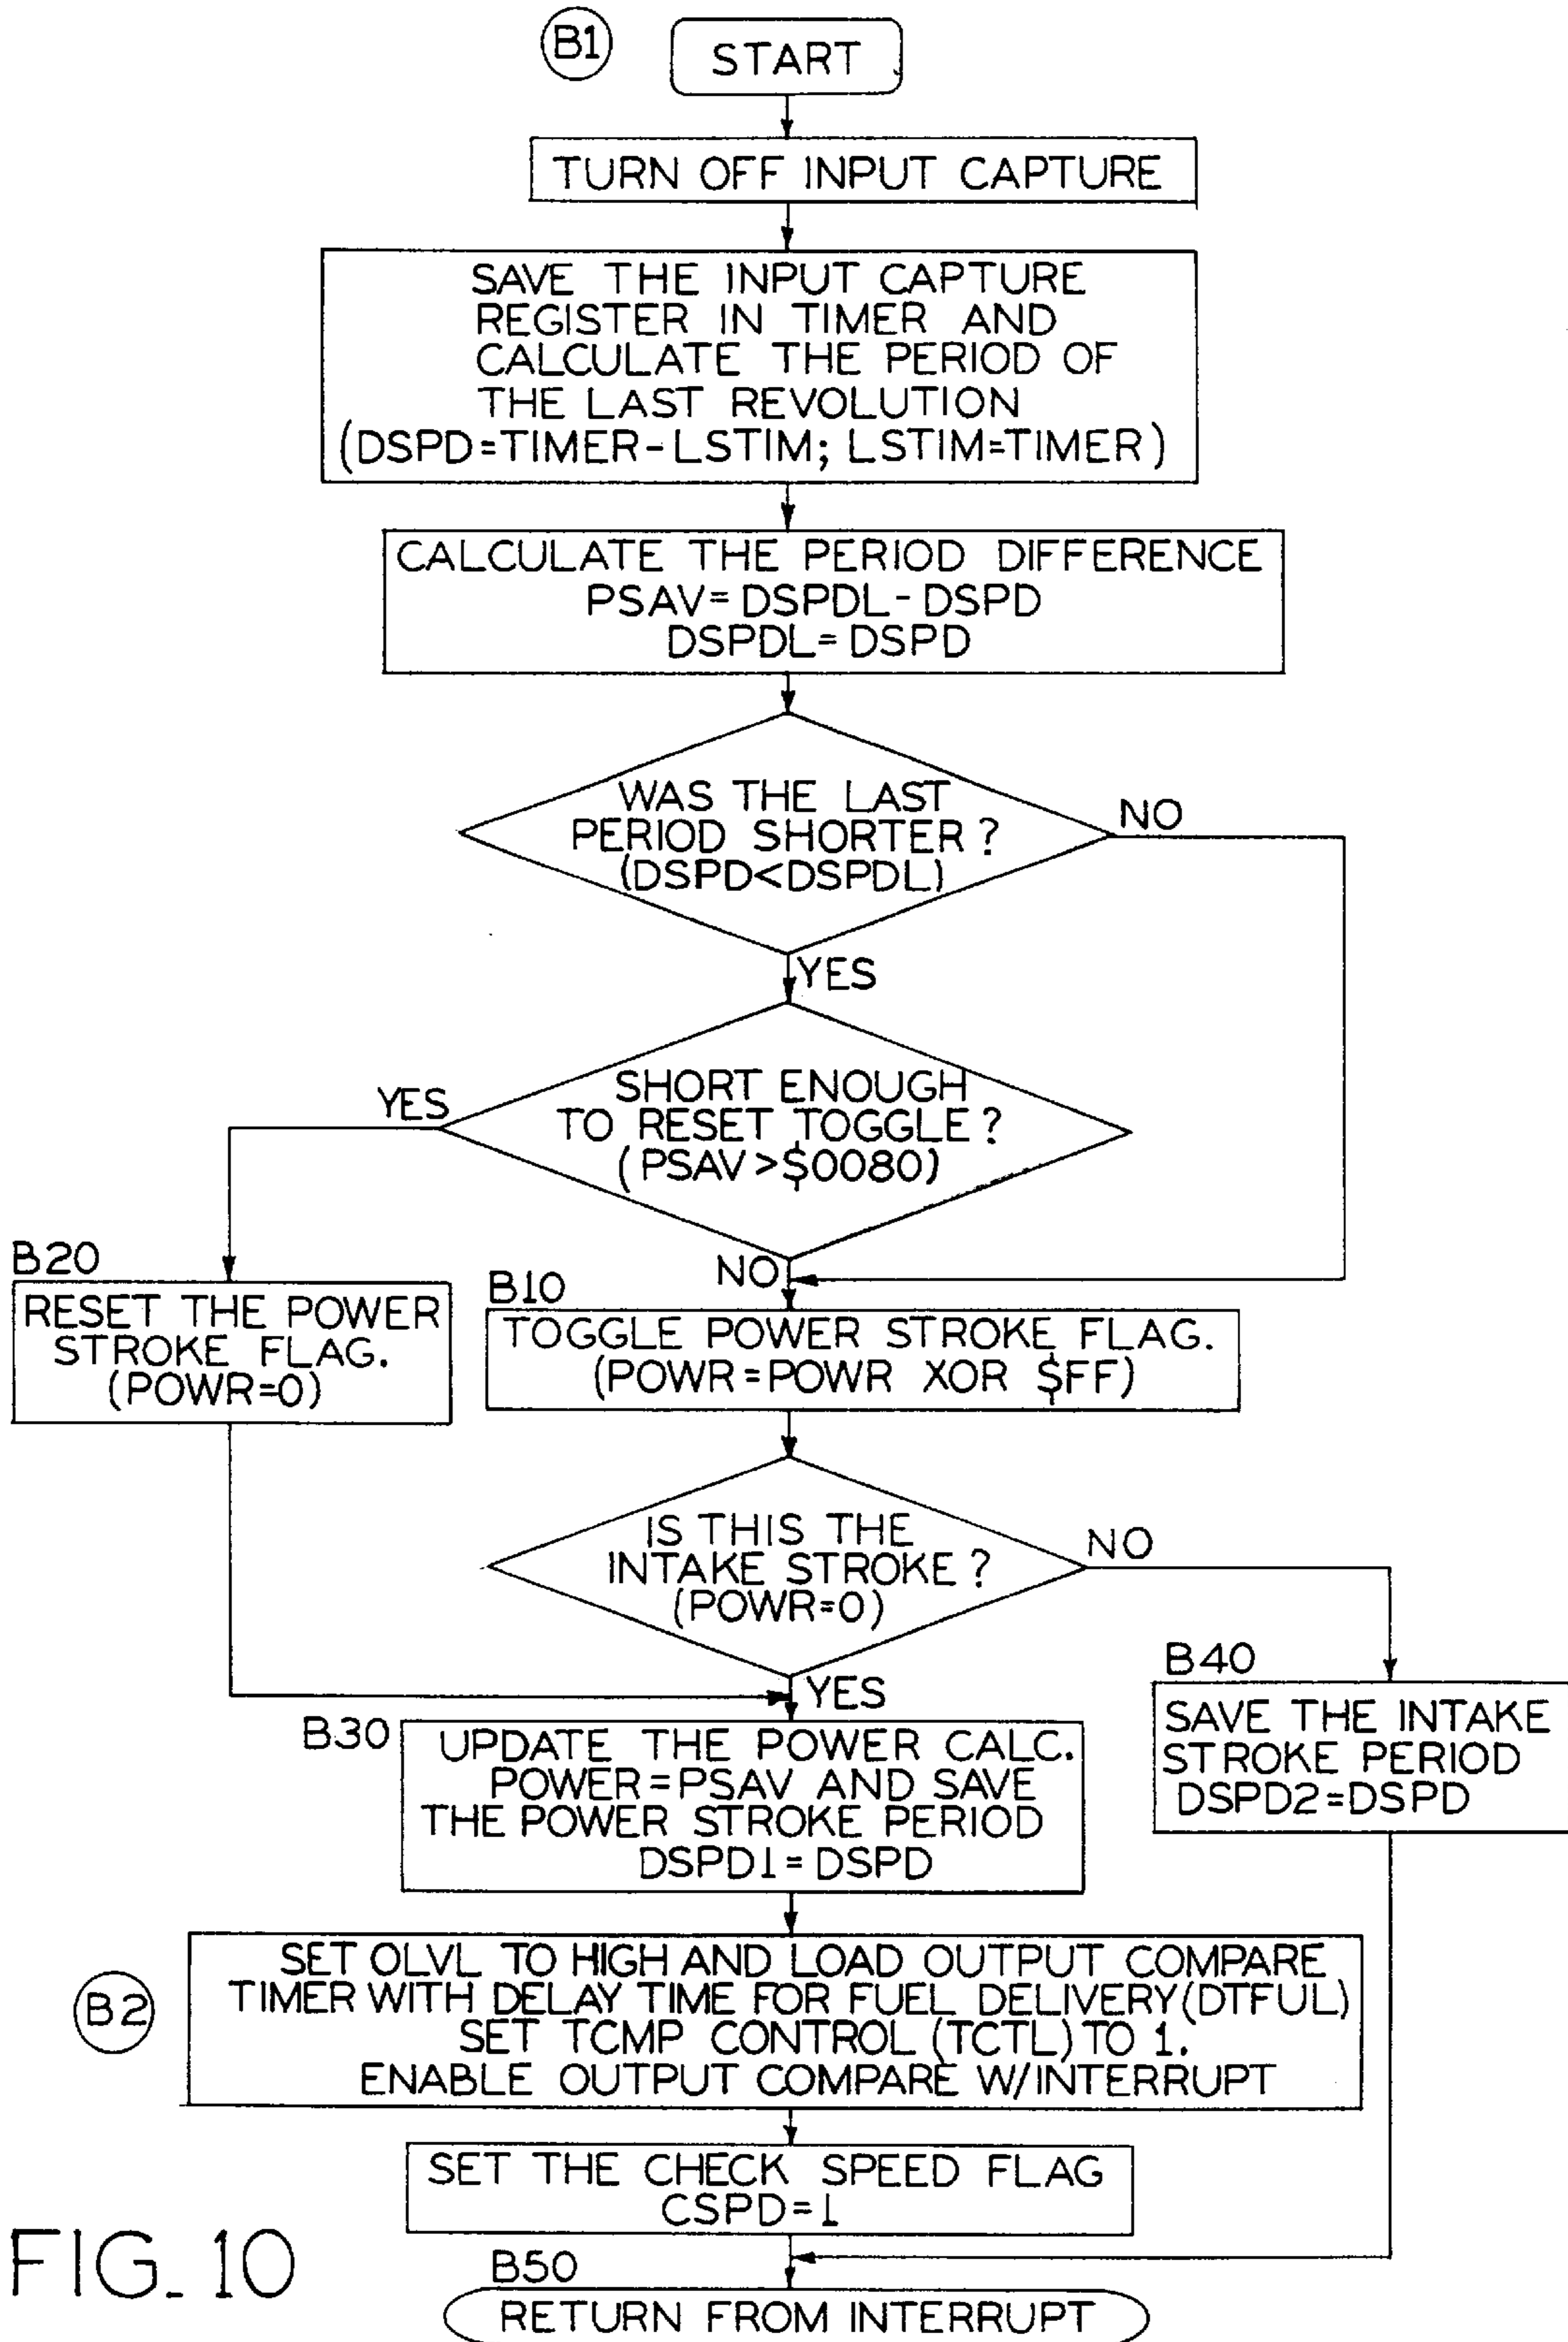 B1
START
TURN OFF INPUT CAPTURE
SAVE THE INPUT CAPTURE
REGISTER IN TIMER AND
CALCULATE THE PERIOD OF
THE LAST REVOLUTION
(DSPD=TIMER-LSTIM; LSTIM=TIMER)
CALCULATE THE PERIOD DIFFERENCE
PSAV=DSPDL-DSPD
DSPDL=DSPD
WAS THE LAST
PERIOD SHORTER?
(DSPD<DSPDL)
NO
YES
SHORT ENOUGH
TO RESET TOGGLE?
(PSAV>$0080)
YES
NO
B20
RESET THE POWER
STROKE FLAG.
(POWR=0)
B10
TOGGLE POWER STROKE FLAG.
(POWR=POWR XOR $FF)
IS THIS THE
INTAKE STROKE?
(POWR=0)
NO
YES
B40
SAVE THE INTAKE
STROKE PERIOD
DSPD2=DSPD
B30
UPDATE THE POWER CALC.
POWER=PSAV AND SAVE
THE POWER STROKE PERIOD
DSPD1=DSPD
B2
SET OLVL TO HIGH AND LOAD OUTPUT COMPARE
TIMER WITH DELAY TIME FOR FUEL DELIVERY(DTFUL)
SET TCMP CONTROL (TCTL) TO 1.
ENABLE OUTPUT COMPARE W/INTERRUPT
SET THE CHECK SPEED FLAG
CSPD=1
B50
RETURN FROM INTERRUPT
FIG_10